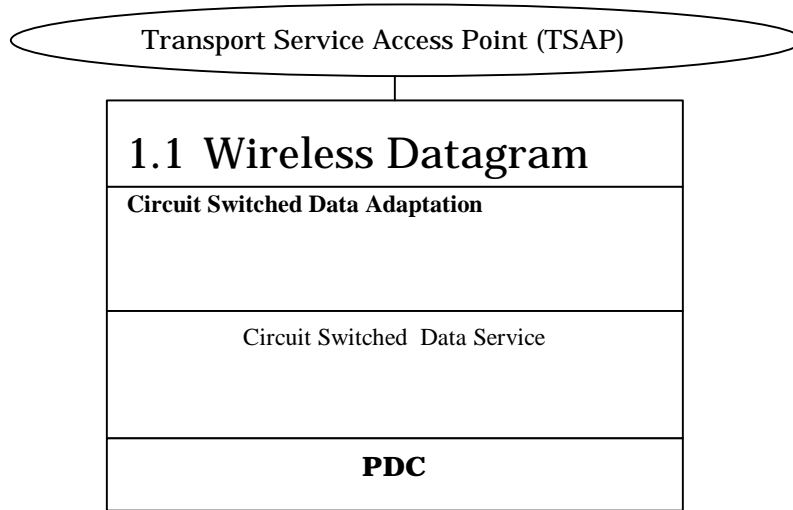 Transport Service Access Point (TSAP)
1.1 Wireless Datagram
Circuit Switched Data Adaptation
Circuit Switched Data Service
PDC